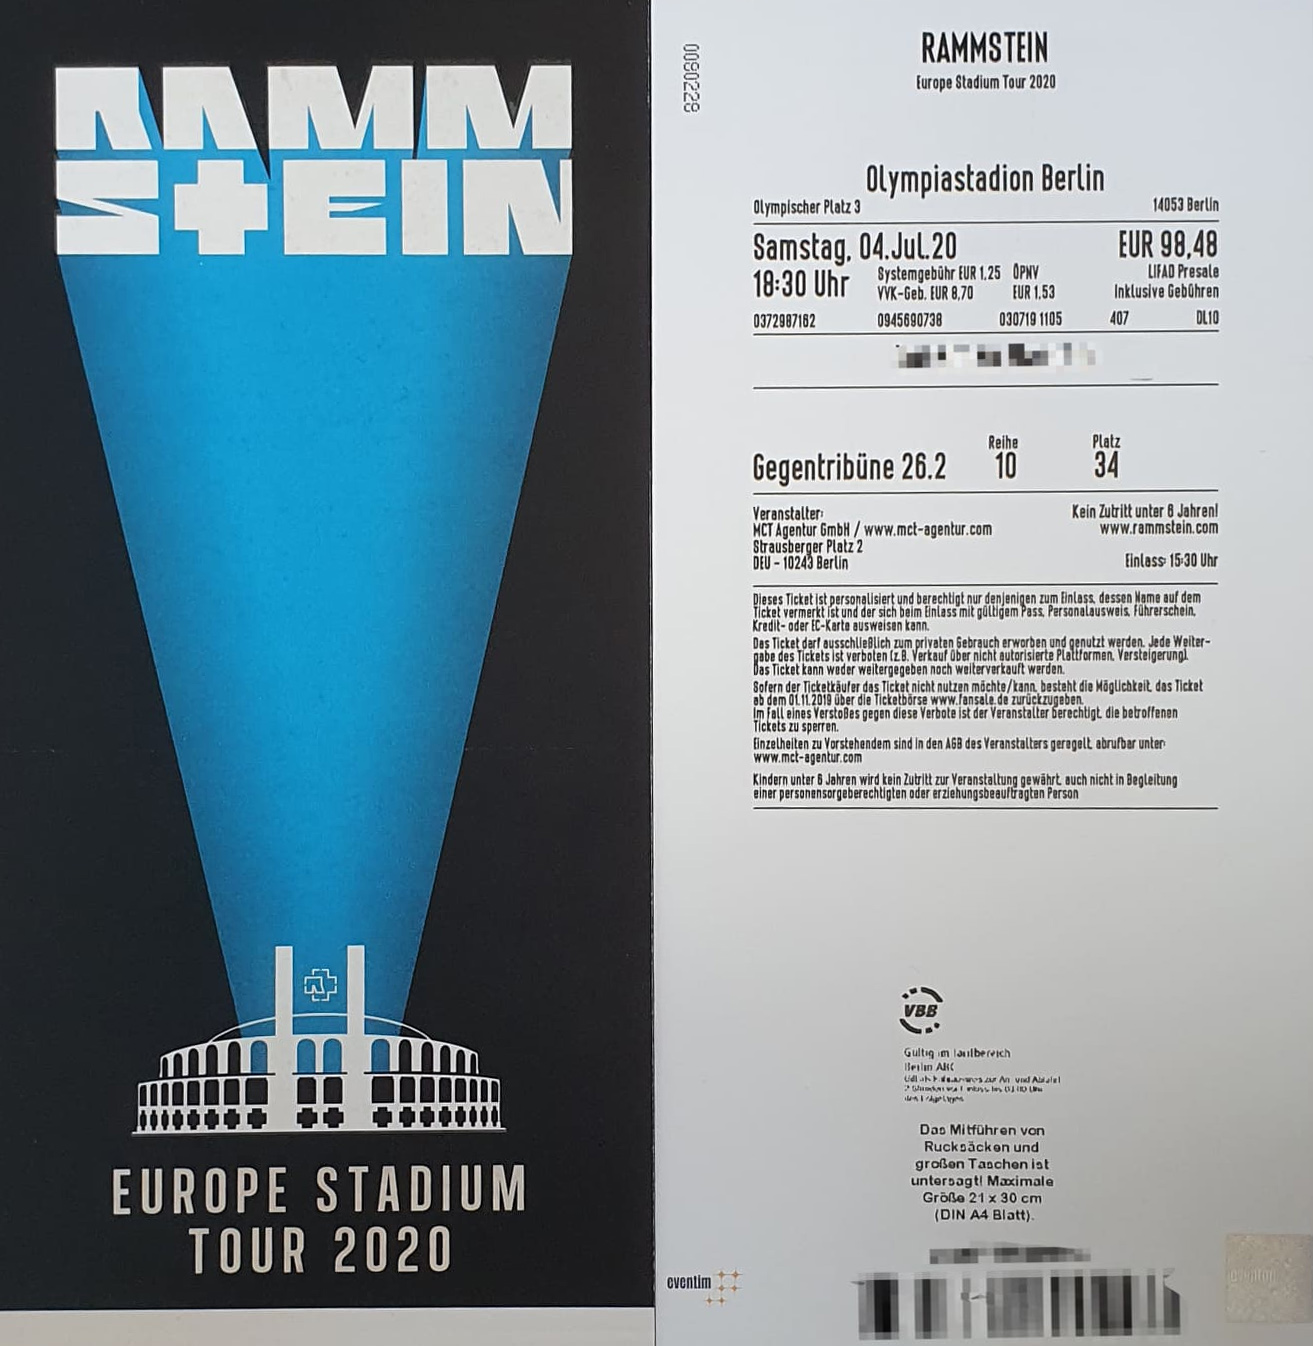 RAMM
STEIN
EUROPE STADIUM
TOUR 2020
0090229
RAMMSTEIN
Europe Stadium Tour 2020
Olympiastadion Berlin
Olympischer Platz 3 14053 Berlin
Samstag, 04.Jul.20 EUR 98,48
18:30 Uhr Systemgebühr EUR 1,25 ÖPNV LIFAD Presale
VVK-Geb. EUR 8,70 EUR 1,53 Inklusive Gebühren
0372987162 0945690738 030719 1105 407 DL10
Reihe Platz
Gegentribüne 26.2 10 34
Veranstalter: Kein Zutritt unter 6 Jahren!
MCT Agentur GmbH / www.mct-agentur.com www.rammstein.com
Strausberger Platz 2
DEU - 10243 Berlin Einlass: 15:30 Uhr
Dieses Ticket ist personalisiert und berechtigt nur denjenigen zum Einlass, dessen Name auf dem
Ticket vermerkt ist und der sich beim Einlass mit gültigem Pass, Personalausweis, Führerschein,
Kredit- oder EC-Karte ausweisen kann.
Das Ticket darf ausschließlich zum privaten Gebrauch erworben und genutzt werden. Jede Weiter-
gabe des Tickets ist verboten (z.B. Verkauf über nicht autorisierte Plattformen, Versteigerung).
Das Ticket kann weder weitergegeben noch weiterverkauft werden.
Sofern der Ticketkäufer das Ticket nicht nutzen möchte/kann, besteht die Möglichkeit, das Ticket
ab dem 01.11.2019 über die Ticketbörse www.fansale.de zurückzugeben.
Im Fall eines Verstoßes gegen diese Verbote ist der Veranstalter berechtigt, die betroffenen
Tickets zu sperren.
Einzelheiten zu Vorstehendem sind in den AGB des Veranstalters geregelt, abrufbar unter:
www.mct-agentur.com
Kindern unter 6 Jahren wird kein Zutritt zur Veranstaltung gewährt, auch nicht in Begleitung
einer personensorgeberechtigten oder erziehungsbeauftragten Person
VBB
Gültig im Tarifbereich
Berlin ABC
Das Mitführen von
Rucksäcken und
großen Taschen ist
untersagt! Maximale
Größe 21 x 30 cm
(DIN A4 Blatt).
eventim
eventim